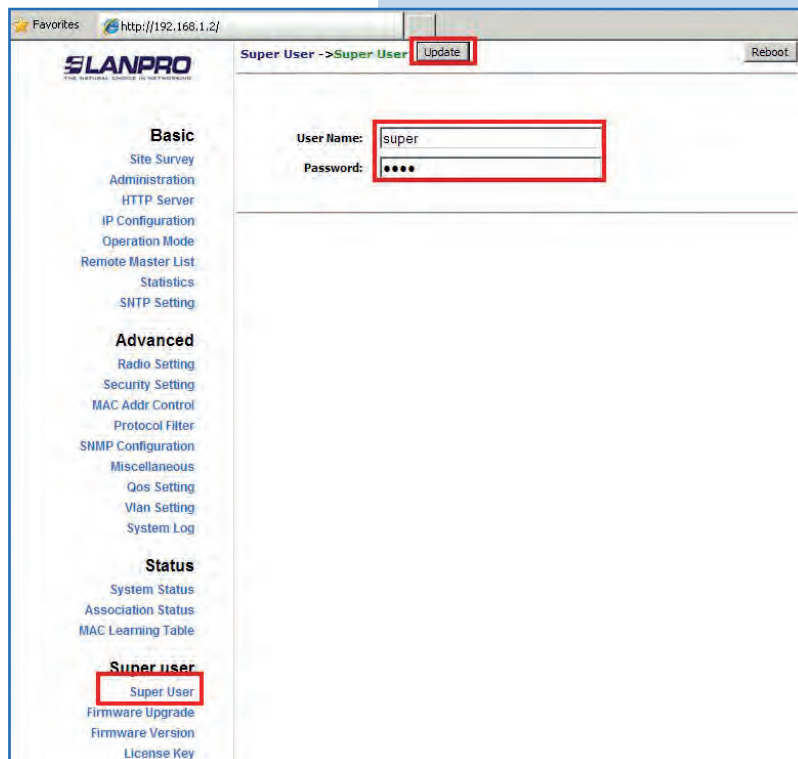 Favorites
http://192.168.1.2/
LANPRO
THE NATURAL CHOICE IN NETWORKING
Super User ->Super User
Update
Reboot
User Name: super
Password: ●●●●
Basic
Site Survey
Administration
HTTP Server
IP Configuration
Operation Mode
Remote Master List
Statistics
SNTP Setting
Advanced
Radio Setting
Security Setting
MAC Addr Control
Protocol Filter
SNMP Configuration
Miscellaneous
Qos Setting
Vlan Setting
System Log
Status
System Status
Association Status
MAC Learning Table
Super user
Super User
Firmware Upgrade
Firmware Version
License Key